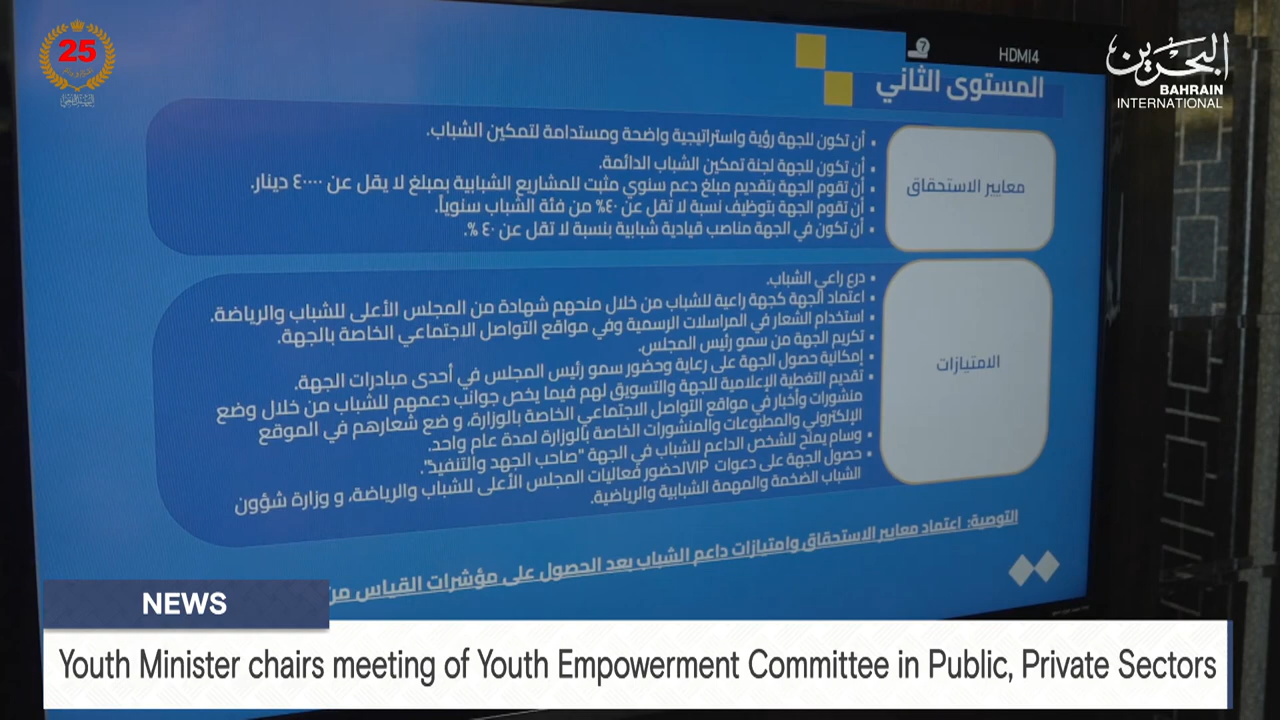 25
البحرين
BAHRAIN
INTERNATIONAL
?
HDMI4
المستوى الثاني
معايير الاستحقاق
▪ أن تكون للجهة رؤية واستراتيجية واضحة ومستدامة لتمكين الشباب.
▪ أن تكون للجهة لجنة تمكين الشباب الدائمة.
▪ أن تقوم الجهة بتقديم مبلغ دعم سنوي مثبت للمشاريع الشبابية بمبلغ لا يقل عن ٤٠٠٠٠ دينار.
▪ أن تقوم الجهة بتوظيف نسبة لا تقل عن ٤٠% من فئة الشباب سنوياً.
▪ أن تكون في الجهة مناصب قيادية شبابية بنسبة لا تقل عن ٤٠ %.
الامتيازات
▪ درع راعي الشباب.
▪ اعتماد الجهة كجهة راعية للشباب من خلال منحهم شهادة من المجلس الأعلى للشباب والرياضة.
▪ استخدام الشعار في المراسلات الرسمية وفي مواقع التواصل الاجتماعي الخاصة بالجهة.
▪ تكريم الجهة من سمو رئيس المجلس.
▪ إمكانية حصول الجهة على رعاية وحضور سمو رئيس المجلس في أحدى مبادرات الجهة.
▪ تقديم التغطية الإعلامية للجهة والتسويق لهم فيما يخص جوانب دعمهم للشباب من خلال وضع
منشورات وأخبار في مواقع التواصل الاجتماعي الخاصة بالوزارة، و وضع شعارهم في الموقع
الإلكتروني والمطبوعات والمنشورات الخاصة بالوزارة لمدة عام واحد.
▪ وسام يمنح للشخص الداعم للشباب في الجهة "صاحب الجهد والتنفيذ".
▪ حصول الجهة على دعوات VIP لحضور فعاليات المجلس الأعلى للشباب والرياضة، و وزارة شؤون
الشباب الضخمة والمهمة الشبابية والرياضية.
التوصية: اعتماد معايير الاستحقاق وامتيازات داعم الشباب بعد الحصول على مؤشرات القياس من
NEWS
Youth Minister chairs meeting of Youth Empowerment Committee in Public, Private Sectors